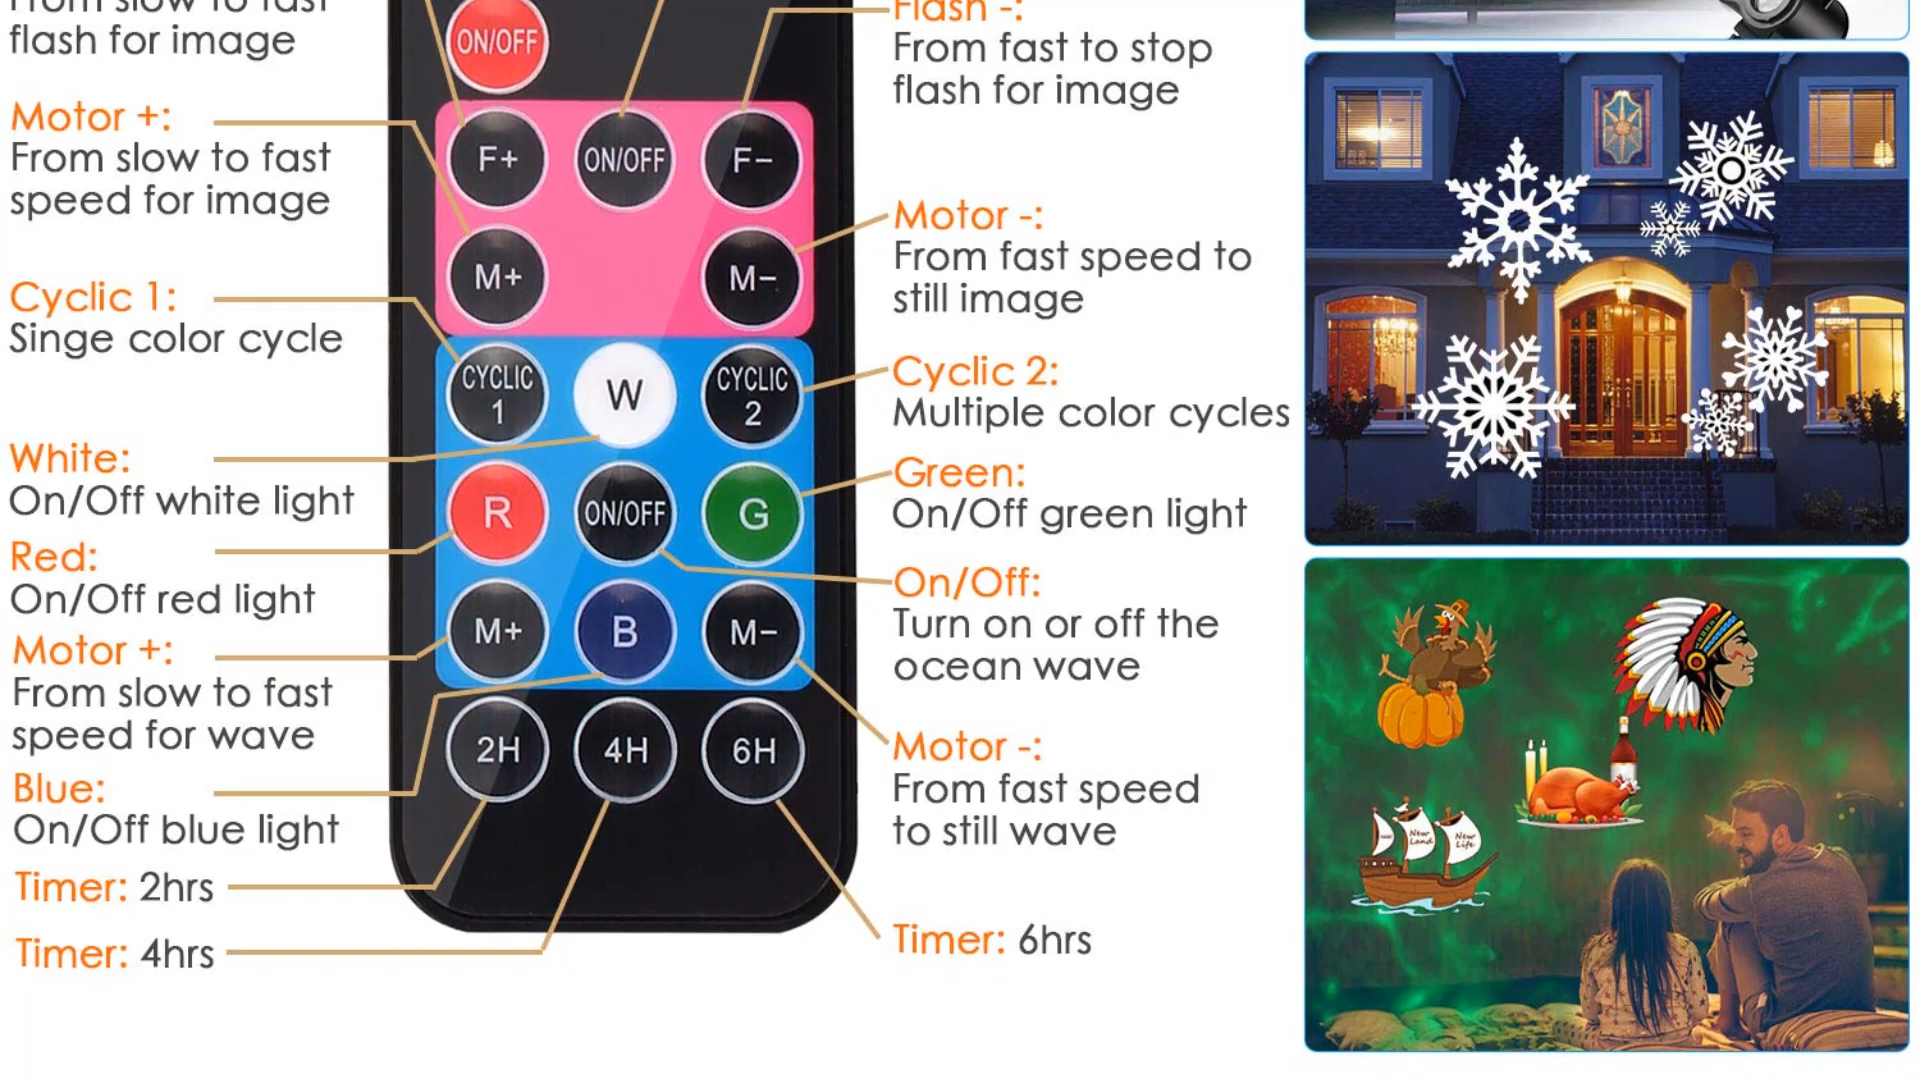 From slow to fast
flash for image
Motor +:
From slow to fast
speed for image
Cyclic 1:
Singe color cycle
White:
On/Off white light
Red:
On/Off red light
Motor +:
From slow to fast
speed for wave
Blue:
On/Off blue light
Timer: 2hrs
Timer: 4hrs
ON/OFF
F+ ON/OFF F-
M+ M-
CYCLIC 1 W CYCLIC 2
R ON/OFF G
M+ B M-
2H 4H 6H
Flash -:
From fast to stop
flash for image
Motor -:
From fast speed to
still image
Cyclic 2:
Multiple color cycles
Green:
On/Off green light
On/Off:
Turn on or off the
ocean wave
Motor -:
From fast speed
to still wave
Timer: 6hrs
New
Land
New
Life